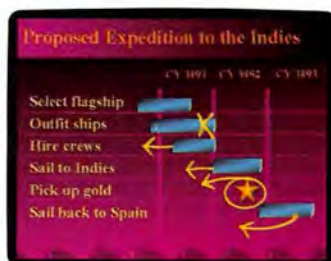 Proposed Expedition to the Indies
CY 1491 CY 1492 CY 1493
Select flagship
Outfit ships
Hire crews
Sail to Indies
Pick up gold
Sail back to Spain